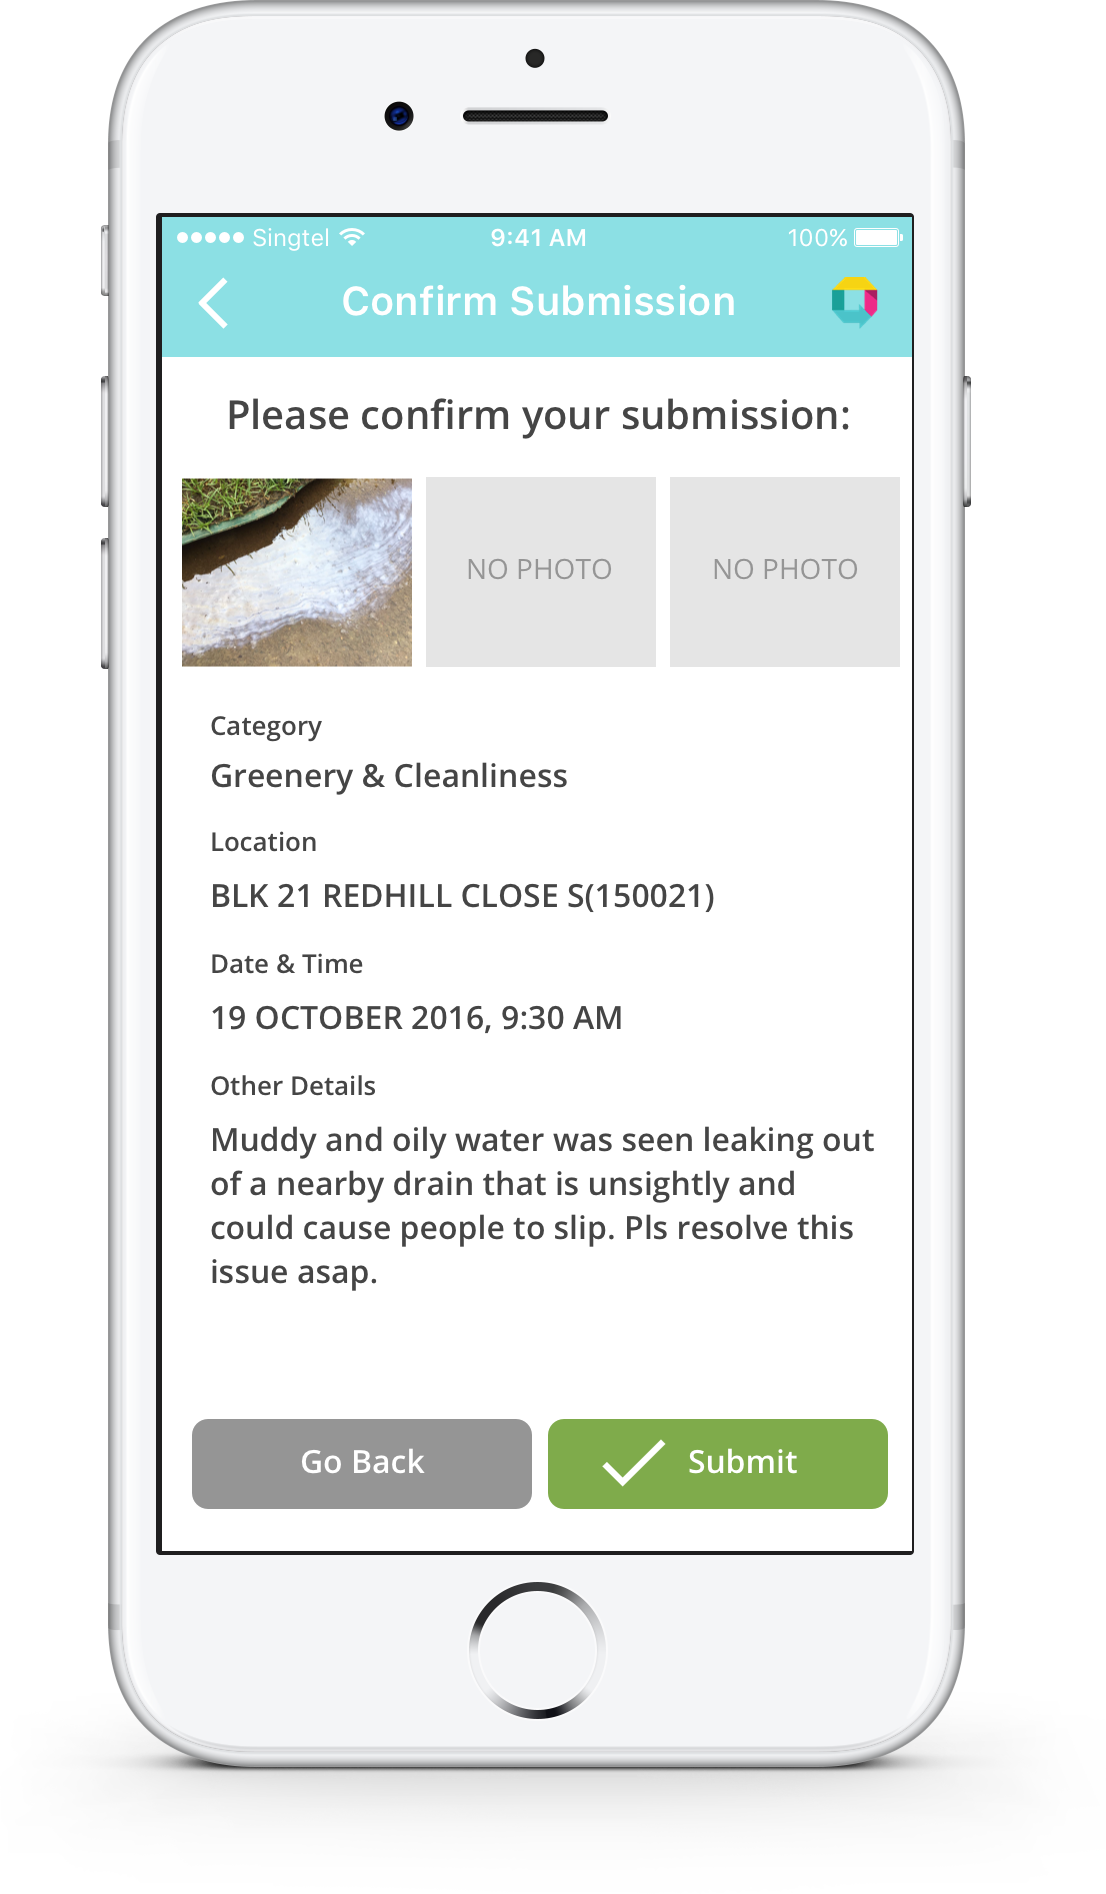 Singtel 9:41 AM 100%
Confirm Submission
Please confirm your submission:
NO PHOTO NO PHOTO
Category
Greenery & Cleanliness
Location
BLK 21 REDHILL CLOSE S(150021)
Date & Time
19 OCTOBER 2016, 9:30 AM
Other Details
Muddy and oily water was seen leaking out
of a nearby drain that is unsightly and
could cause people to slip. Pls resolve this
issue asap.
Go Back Submit